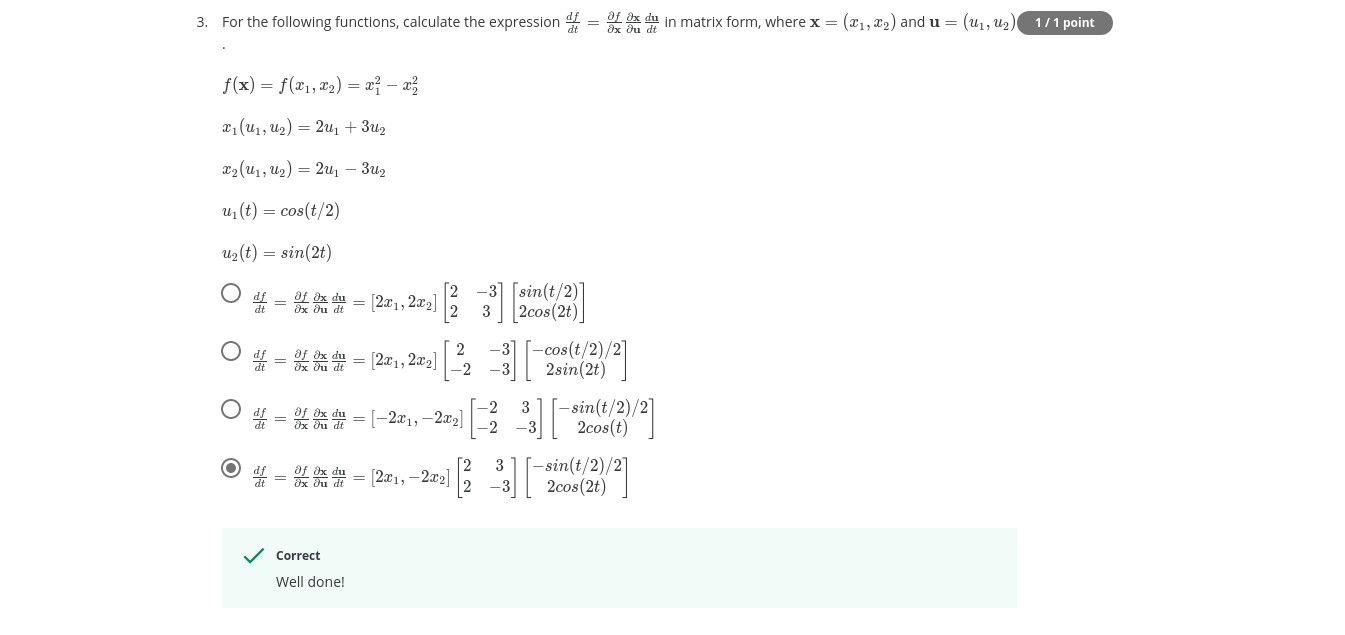 3. For the following functions, calculate the expression $\frac{df}{dt} = \frac{\partial f}{\partial \mathbf{x}} \frac{\partial \mathbf{x}}{\partial \mathbf{u}} \frac{d\mathbf{u}}{dt}$ in matrix form, where $\mathbf{x} = (x_1, x_2)$ and $\mathbf{u} = (u_1, u_2)$ 1 / 1 point
.
$f(\mathbf{x}) = f(x_1, x_2) = x_1^2 - x_2^2$
$x_1(u_1, u_2) = 2u_1 + 3u_2$
$x_2(u_1, u_2) = 2u_1 - 3u_2$
$u_1(t) = cos(t/2)$
$u_2(t) = sin(2t)$
$\frac{df}{dt} = \frac{\partial f}{\partial \mathbf{x}} \frac{\partial \mathbf{x}}{\partial \mathbf{u}} \frac{d\mathbf{u}}{dt} = [2x_1, 2x_2] \begin{bmatrix} 2 & -3 \\ 2 & 3 \end{bmatrix} \begin{bmatrix} sin(t/2) \\ 2cos(2t) \end{bmatrix}$
$\frac{df}{dt} = \frac{\partial f}{\partial \mathbf{x}} \frac{\partial \mathbf{x}}{\partial \mathbf{u}} \frac{d\mathbf{u}}{dt} = [2x_1, 2x_2] \begin{bmatrix} 2 & -3 \\ -2 & -3 \end{bmatrix} \begin{bmatrix} -cos(t/2)/2 \\ 2sin(2t) \end{bmatrix}$
$\frac{df}{dt} = \frac{\partial f}{\partial \mathbf{x}} \frac{\partial \mathbf{x}}{\partial \mathbf{u}} \frac{d\mathbf{u}}{dt} = [-2x_1, -2x_2] \begin{bmatrix} -2 & 3 \\ -2 & -3 \end{bmatrix} \begin{bmatrix} -sin(t/2)/2 \\ 2cos(t) \end{bmatrix}$
$\frac{df}{dt} = \frac{\partial f}{\partial \mathbf{x}} \frac{\partial \mathbf{x}}{\partial \mathbf{u}} \frac{d\mathbf{u}}{dt} = [2x_1, -2x_2] \begin{bmatrix} 2 & 3 \\ 2 & -3 \end{bmatrix} \begin{bmatrix} -sin(t/2)/2 \\ 2cos(2t) \end{bmatrix}$
Correct
Well done!